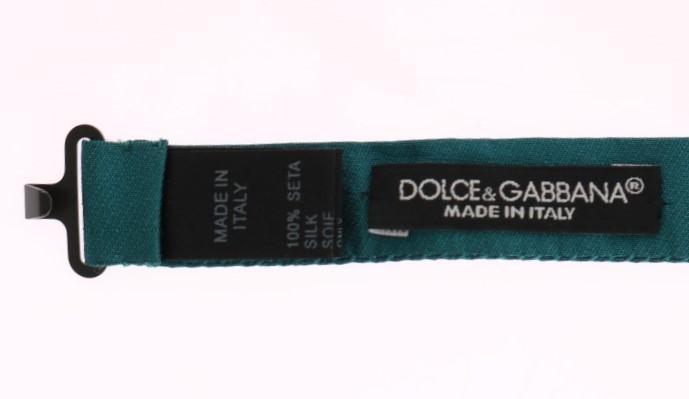 MADE IN
ITALY
100% SETA
SILK
SOIE
DOLCE&GABBANA®
MADE IN ITALY